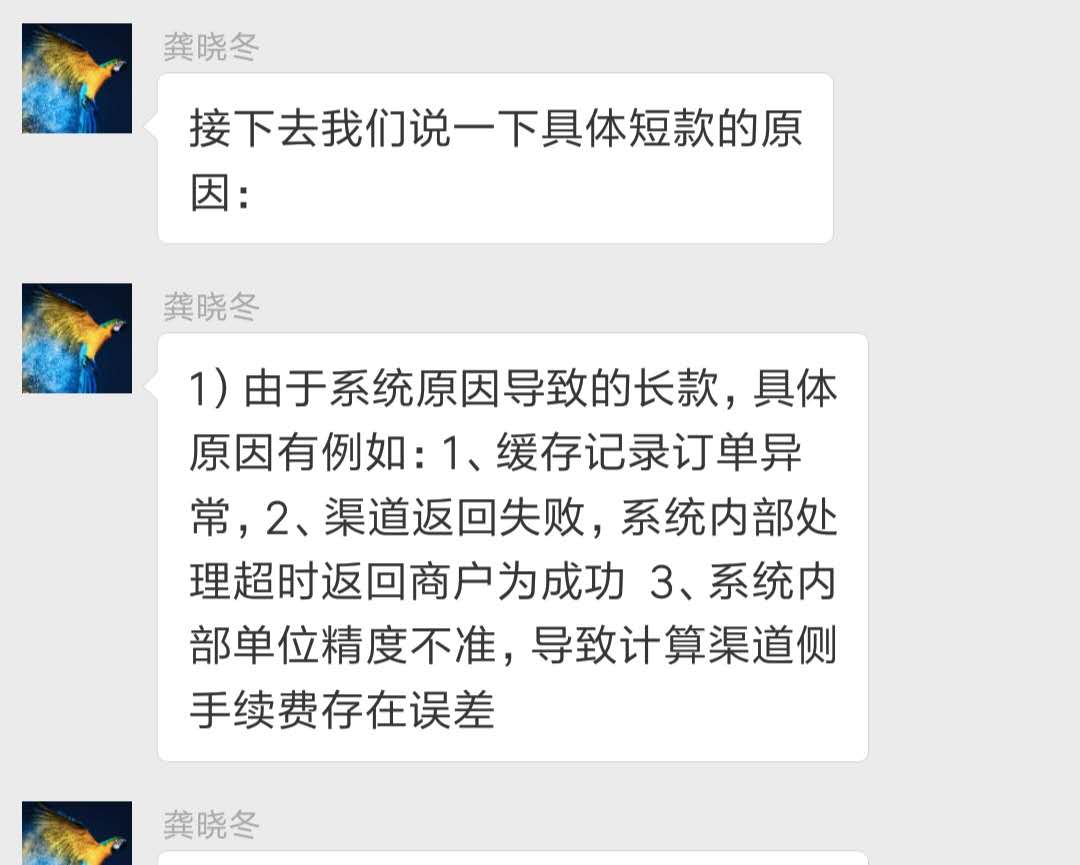 龚晓冬
接下去我们说一下具体短款的原
因：
龚晓冬
1）由于系统原因导致的长款，具体
原因有例如：1、缓存记录订单异
常，2、渠道返回失败，系统内部处
理超时返回商户为成功 3、系统内
部单位精度不准，导致计算渠道侧
手续费存在误差
龚晓冬